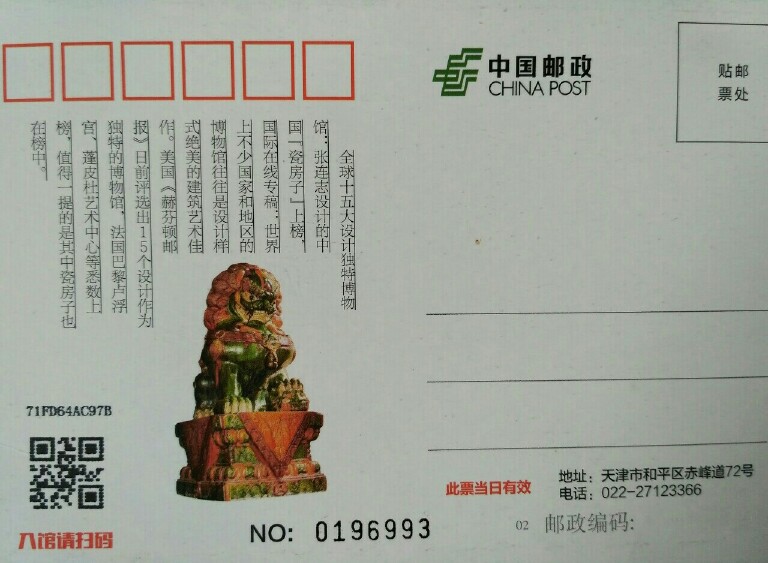 中国邮政
CHINA POST
贴邮
票处
全球十五大设计独特博物
馆：张连志设计的中
国「瓷房子」上榜，
国际在线专稿：世界
上不少国家和地区的
博物馆往往是设计样
式绝美的建筑艺术佳
作。美国《赫芬顿邮
报》日前评选出15个设计作为
独特的博物馆，法国巴黎卢浮
宫、蓬皮杜艺术中心等悉数上
榜，值得一提的是其中瓷房子也
在榜中。
71FD64AC97B
入馆请扫码
NO: 0196993
此票当日有效
地址：天津市和平区赤峰道72号
电话：022-27123366
02 邮政编码: